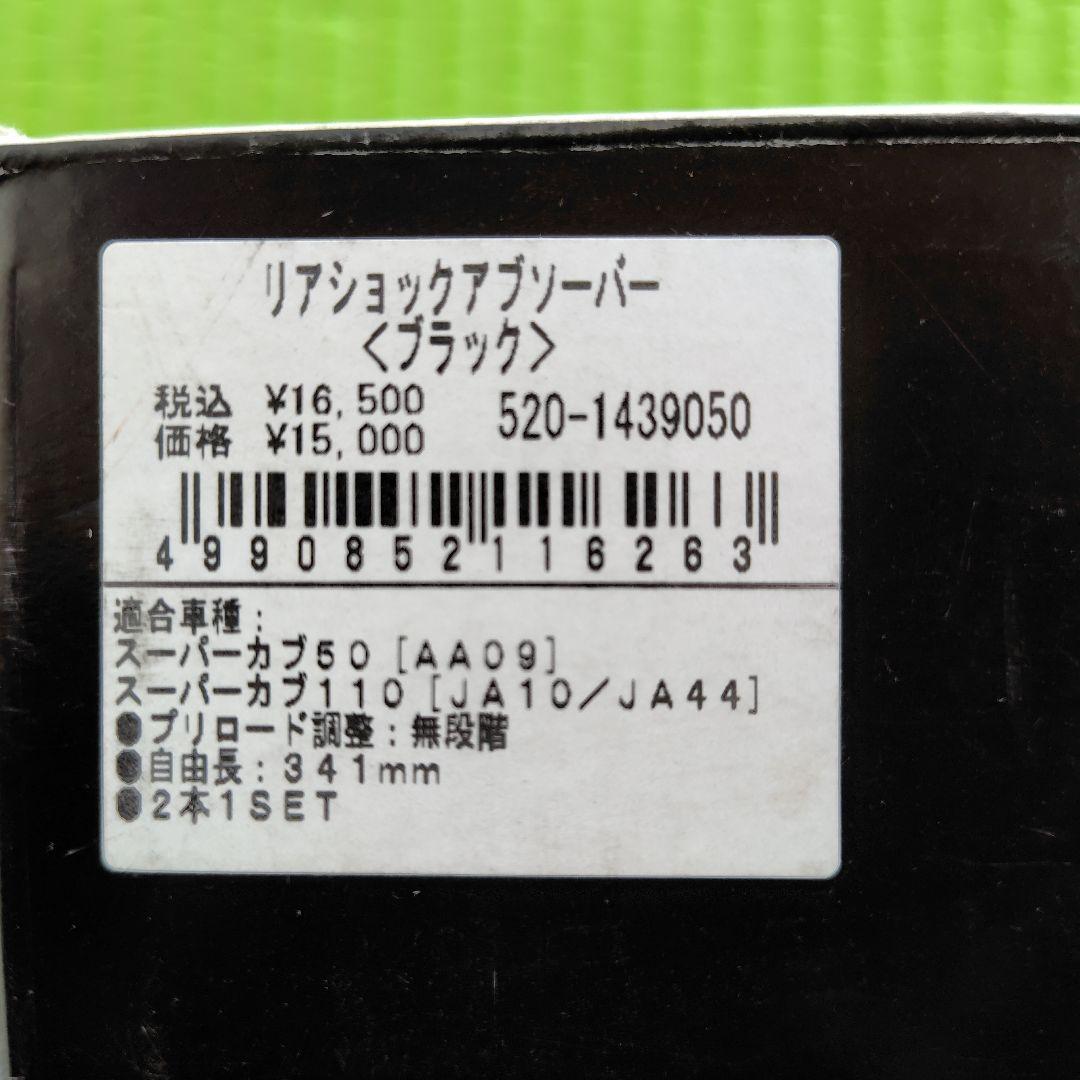 リアショックアブソーバー
<ブラック>
税込 ¥16,500
価格 ¥15,000
520-1439050
4990852116263
適合車種:
スーパーカブ50[AA09]
スーパーカブ110[JA10/JA44]
●プリロード調整:無段階
●自由長:341mm
●2本1SET